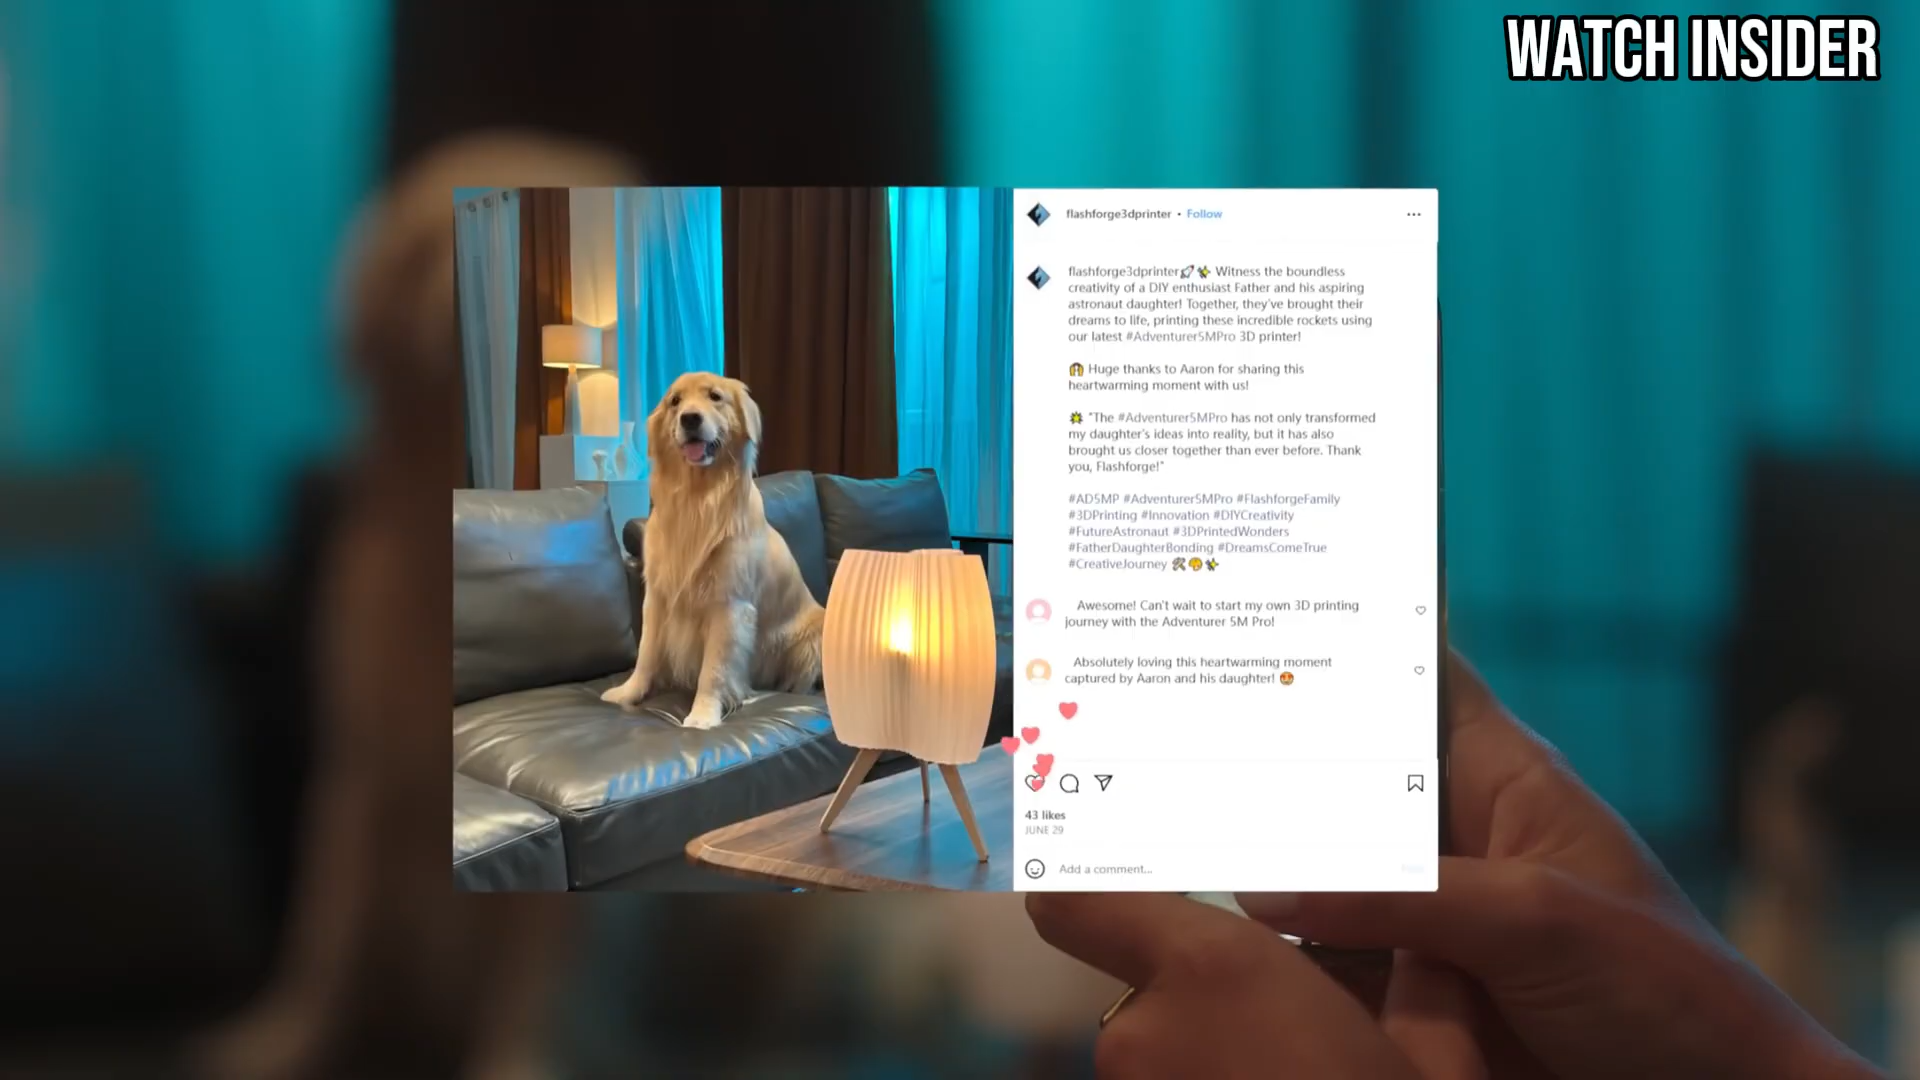 WATCH INSIDER
flashforge3dprinter • Follow
flashforge3dprinter🚀✨ Witness the boundless
creativity of a DIY enthusiast Father and his aspiring
astronaut daughter! Together, they've brought their
dreams to life, printing these incredible rockets using
our latest #Adventurer5MPro 3D printer!
Huge thanks to Aaron for sharing this
heartwarming moment with us!
🌟 "The #Adventurer5MPro has not only transformed
my daughter's ideas into reality, but it has also
brought us closer together than ever before. Thank
you, Flashforge!"
#AD5MP #Adventurer5MPro #FlashforgeFamily
#3DPrinting #Innovation #DIYCreativity
#FutureAstronaut #3DPrintedWonders
#FatherDaughterBonding #DreamsComeTrue
#CreativeJourney 🛠🎨✨
Awesome! Can't wait to start my own 3D printing
journey with the Adventurer 5M Pro!
Absolutely loving this heartwarming moment
captured by Aaron and his daughter! 😍
43 likes
JUNE 29
Add a comment...